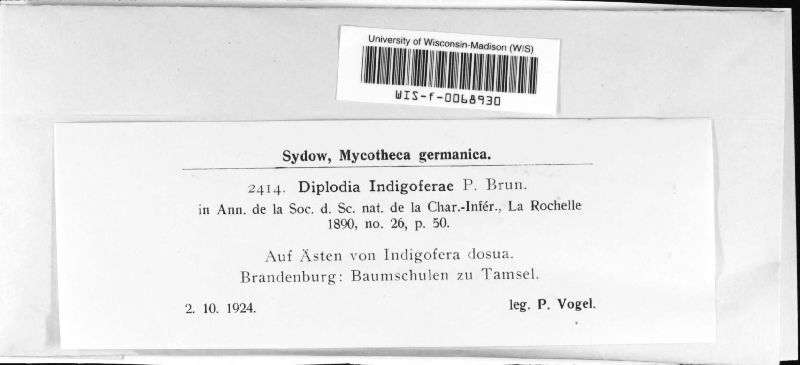 University of Wisconsin-Madison (WIS)
WIS-f-0068930
Sydow, Mycotheca germanica.
2414. Diplodia Indigoferae P. Brun.
in Ann. de la Soc. d. Sc. nat. de la Char.-Infér., La Rochelle
1890, no. 26, p. 50.
Auf Ästen von Indigofera dosua.
Brandenburg: Baumschulen zu Tamsel.
2. 10. 1924. leg. P. Vogel.